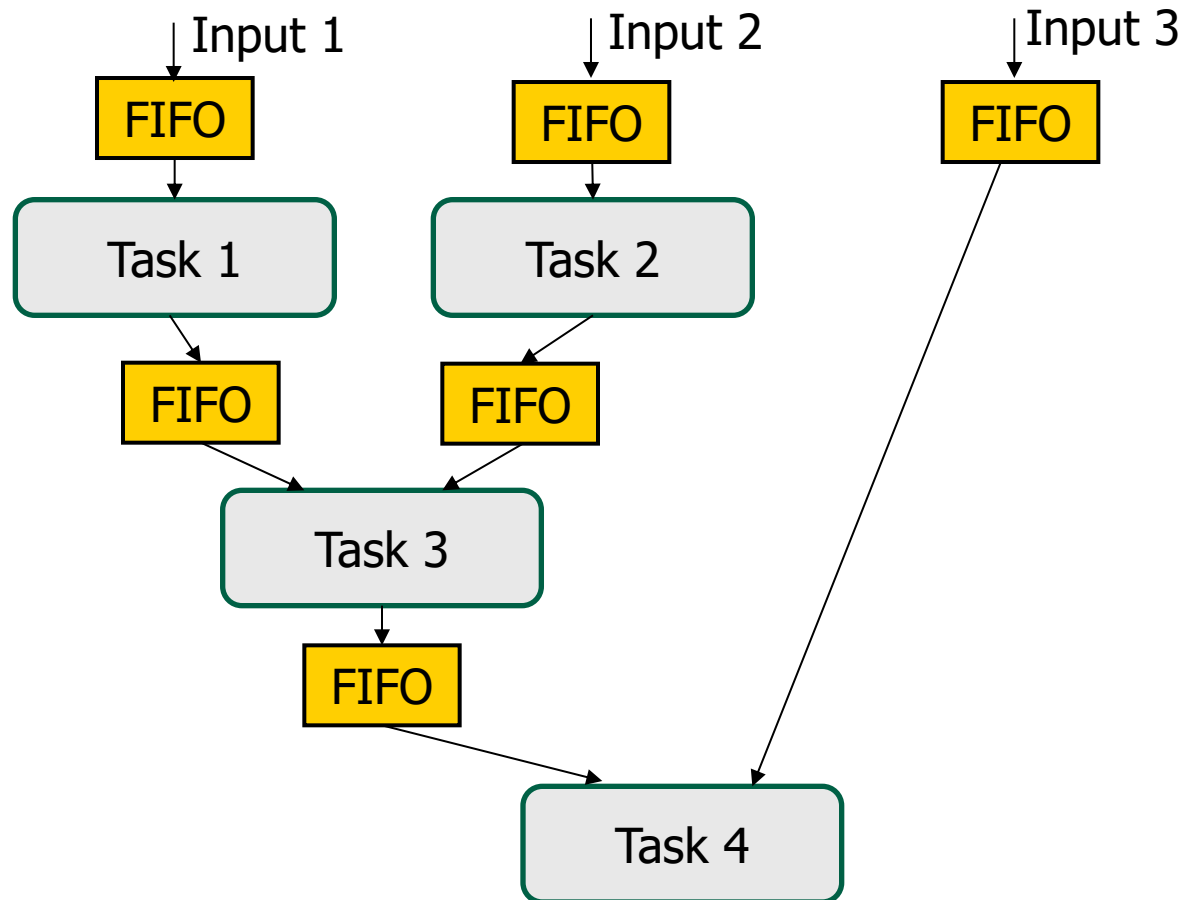 Input 1
Input 2
Input 3
FIFO
FIFO
FIFO
Task 1
Task 2
FIFO
FIFO
Task 3
FIFO
Task 4